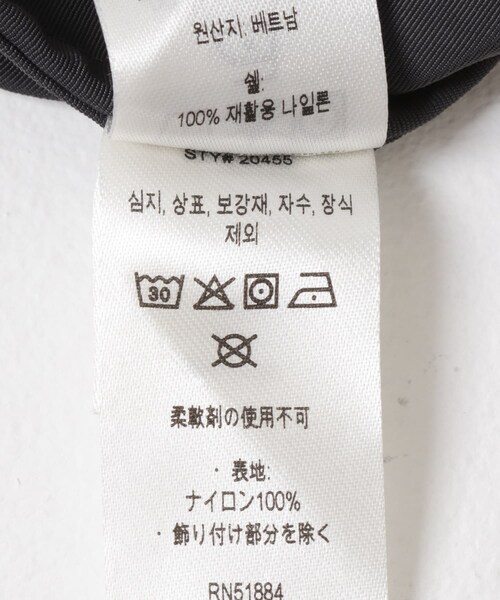 원산지: 베트남
쉘:
100% 재활용 나일론
STY# 20455
심지, 상표, 보강재, 자수, 장식
제외
30
柔軟剤の使用不可
・表地:
ナイロン100%
・飾り付け部分を除く
RN51884